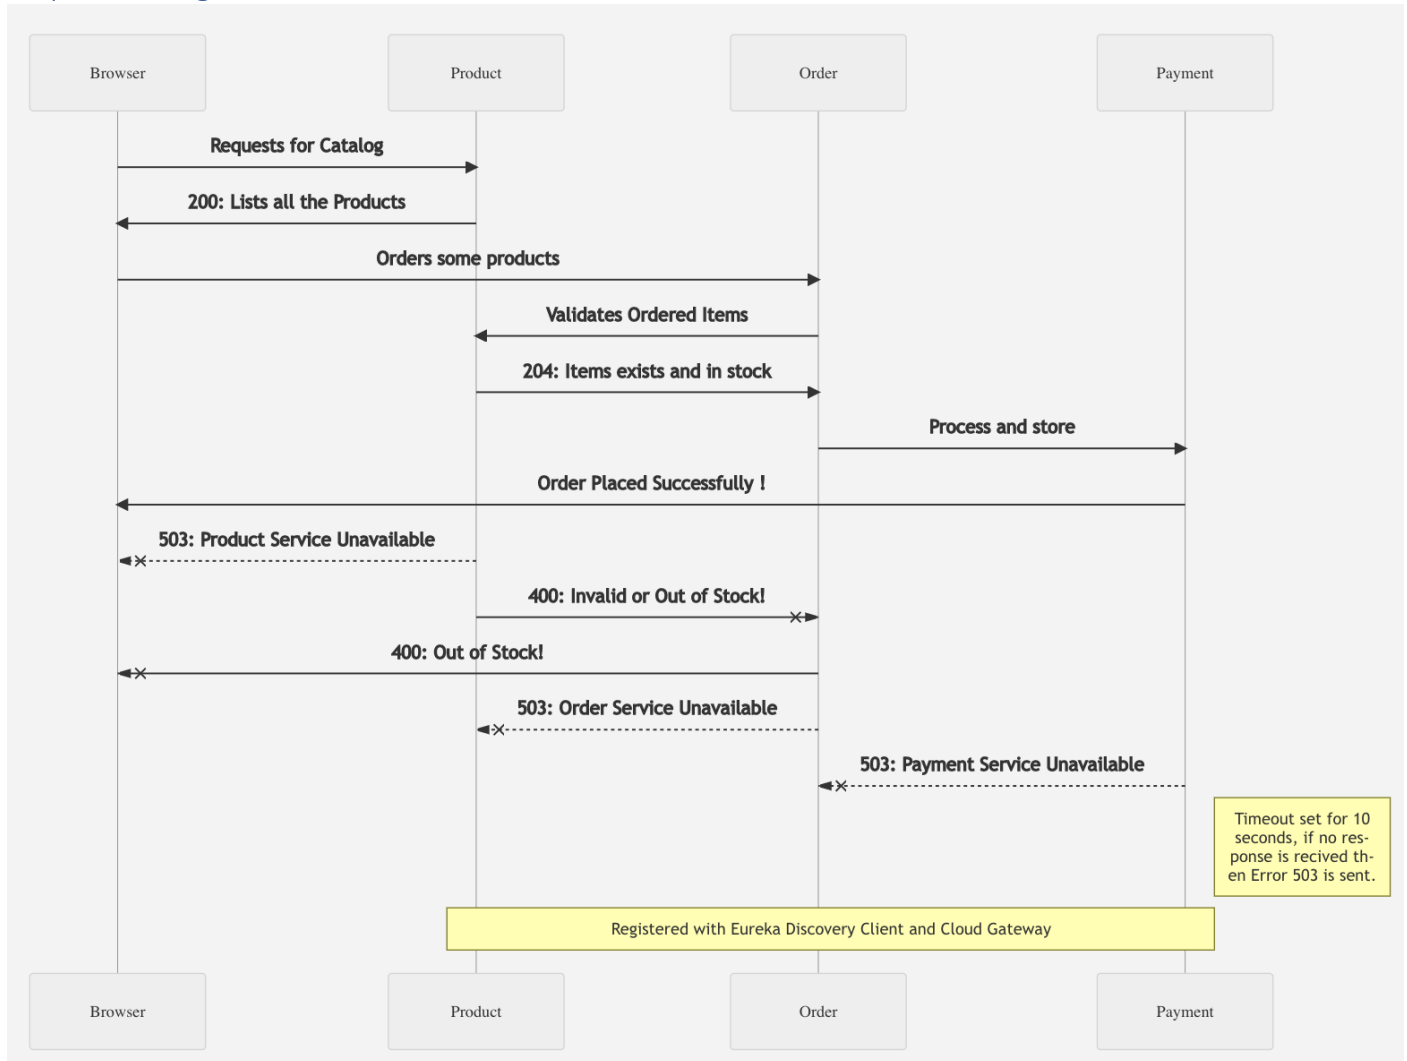 Browser
Product
Order
Payment
Requests for Catalog
200: Lists all the Products
Orders some products
Validates Ordered Items
204: Items exists and in stock
Process and store
Order Placed Successfully !
503: Product Service Unavailable
400: Invalid or Out of Stock!
400: Out of Stock!
503: Order Service Unavailable
503: Payment Service Unavailable
Timeout set for 10
seconds, if no res-
ponse is recived th-
en Error 503 is sent.
Registered with Eureka Discovery Client and Cloud Gateway
Browser
Product
Order
Payment